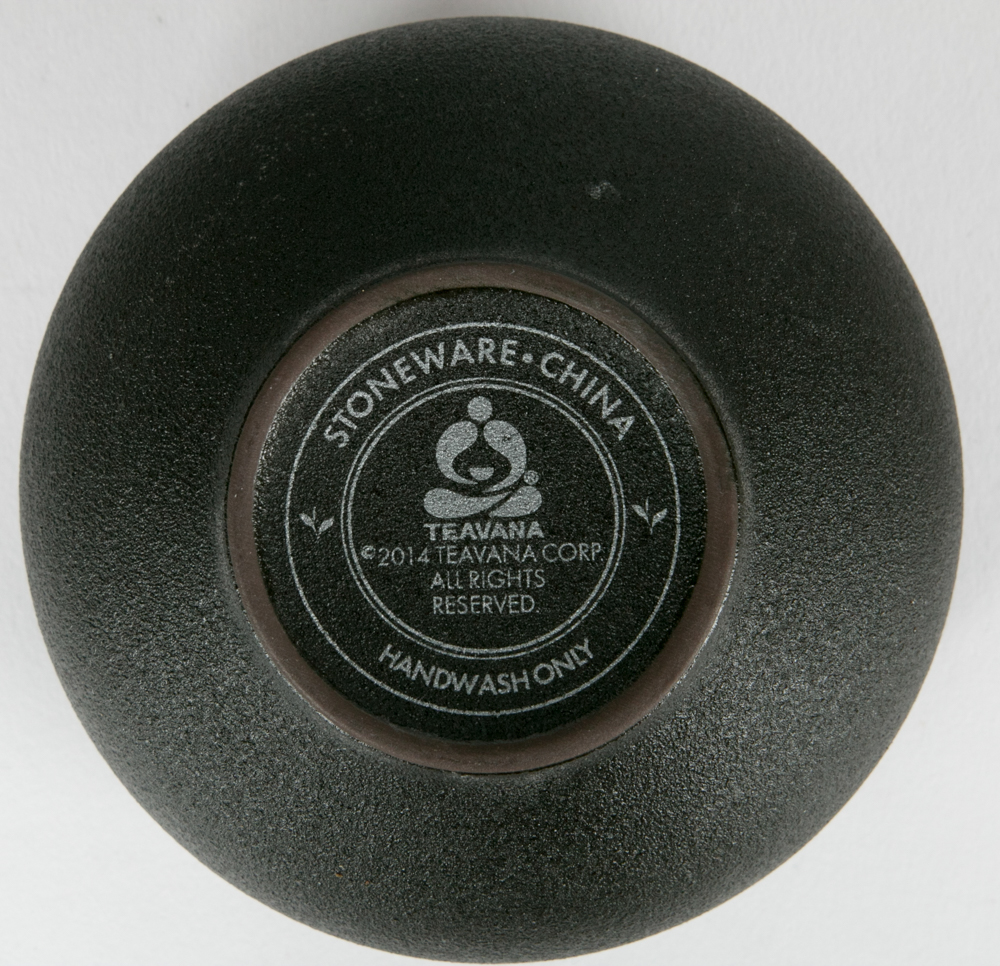 STONEWARE • CHINA
TEAVANA
©2014 TEAVANA CORP.
ALL RIGHTS
RESERVED.
HANDWASH ONLY